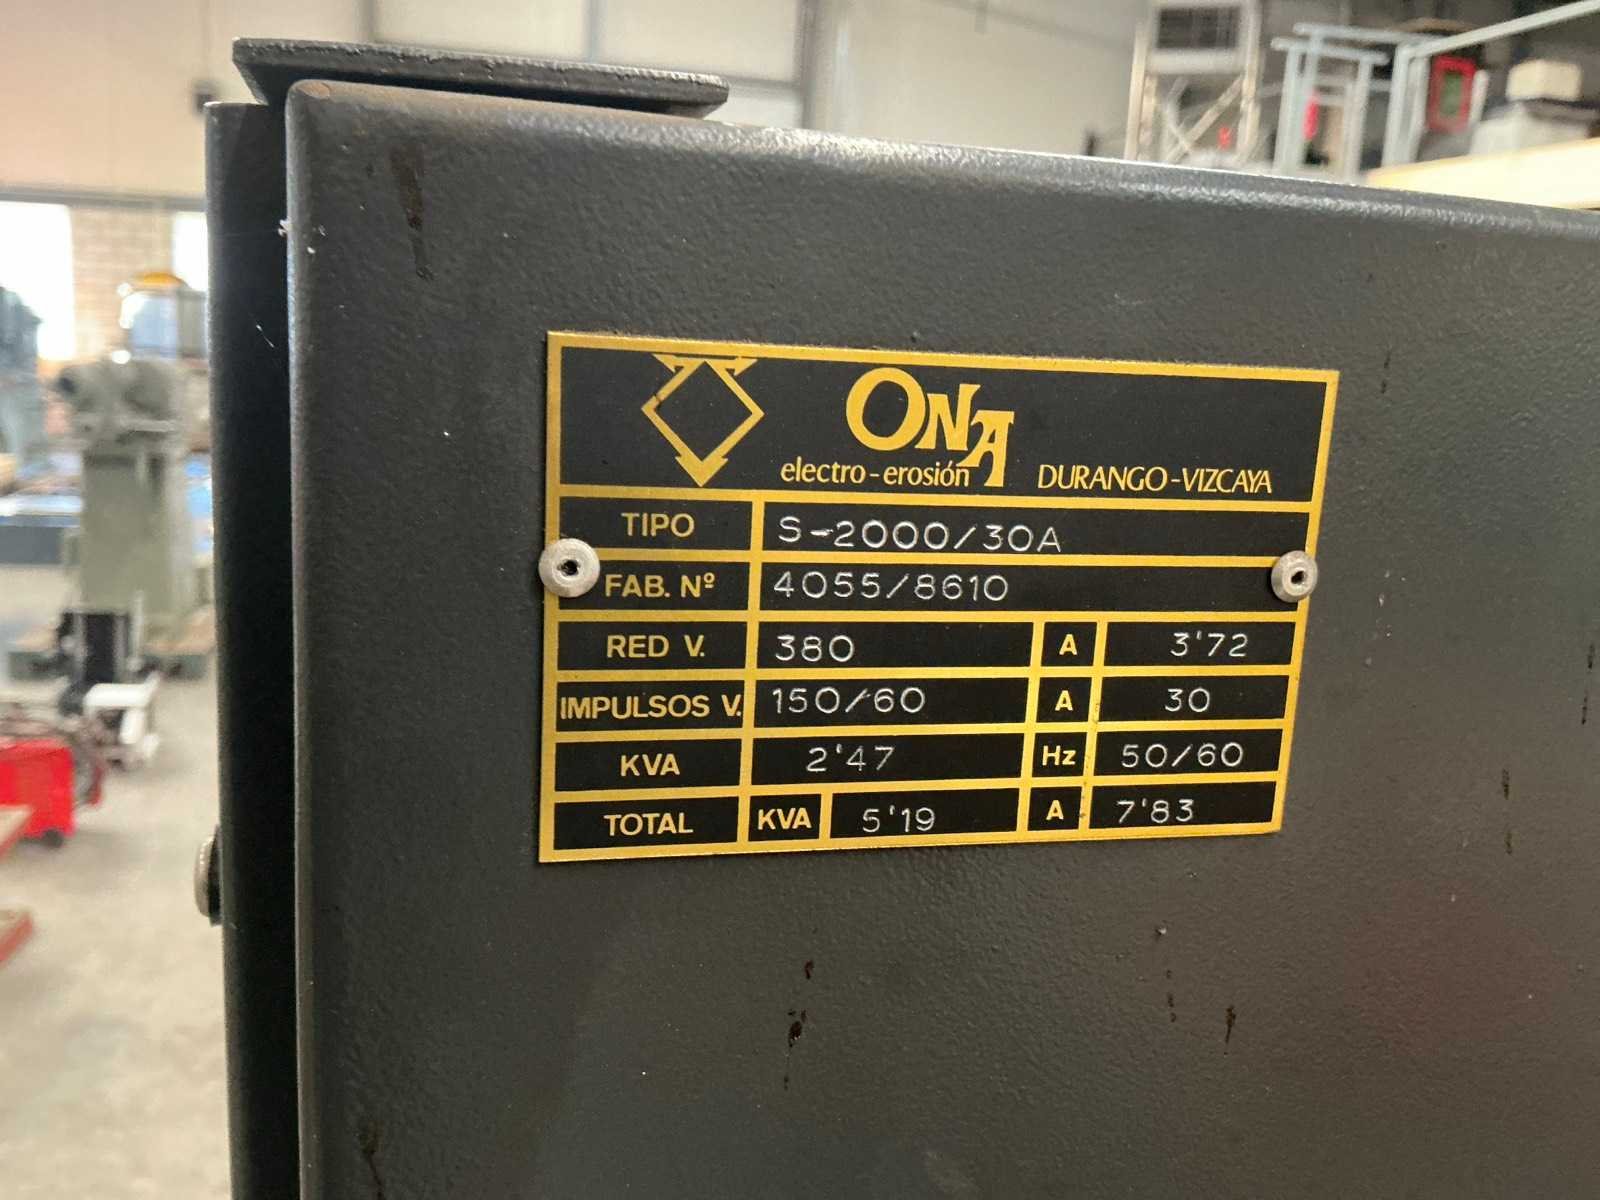 ONA
electro-erosión DURANGO-VIZCAYA
TIPO S-2000/30A
FAB. Nº 4055/8610
RED V. 380 A 3'72
IMPULSOS V. 150/60 A 30
KVA 2'47 Hz 50/60
TOTAL KVA 5'19 A 7'83